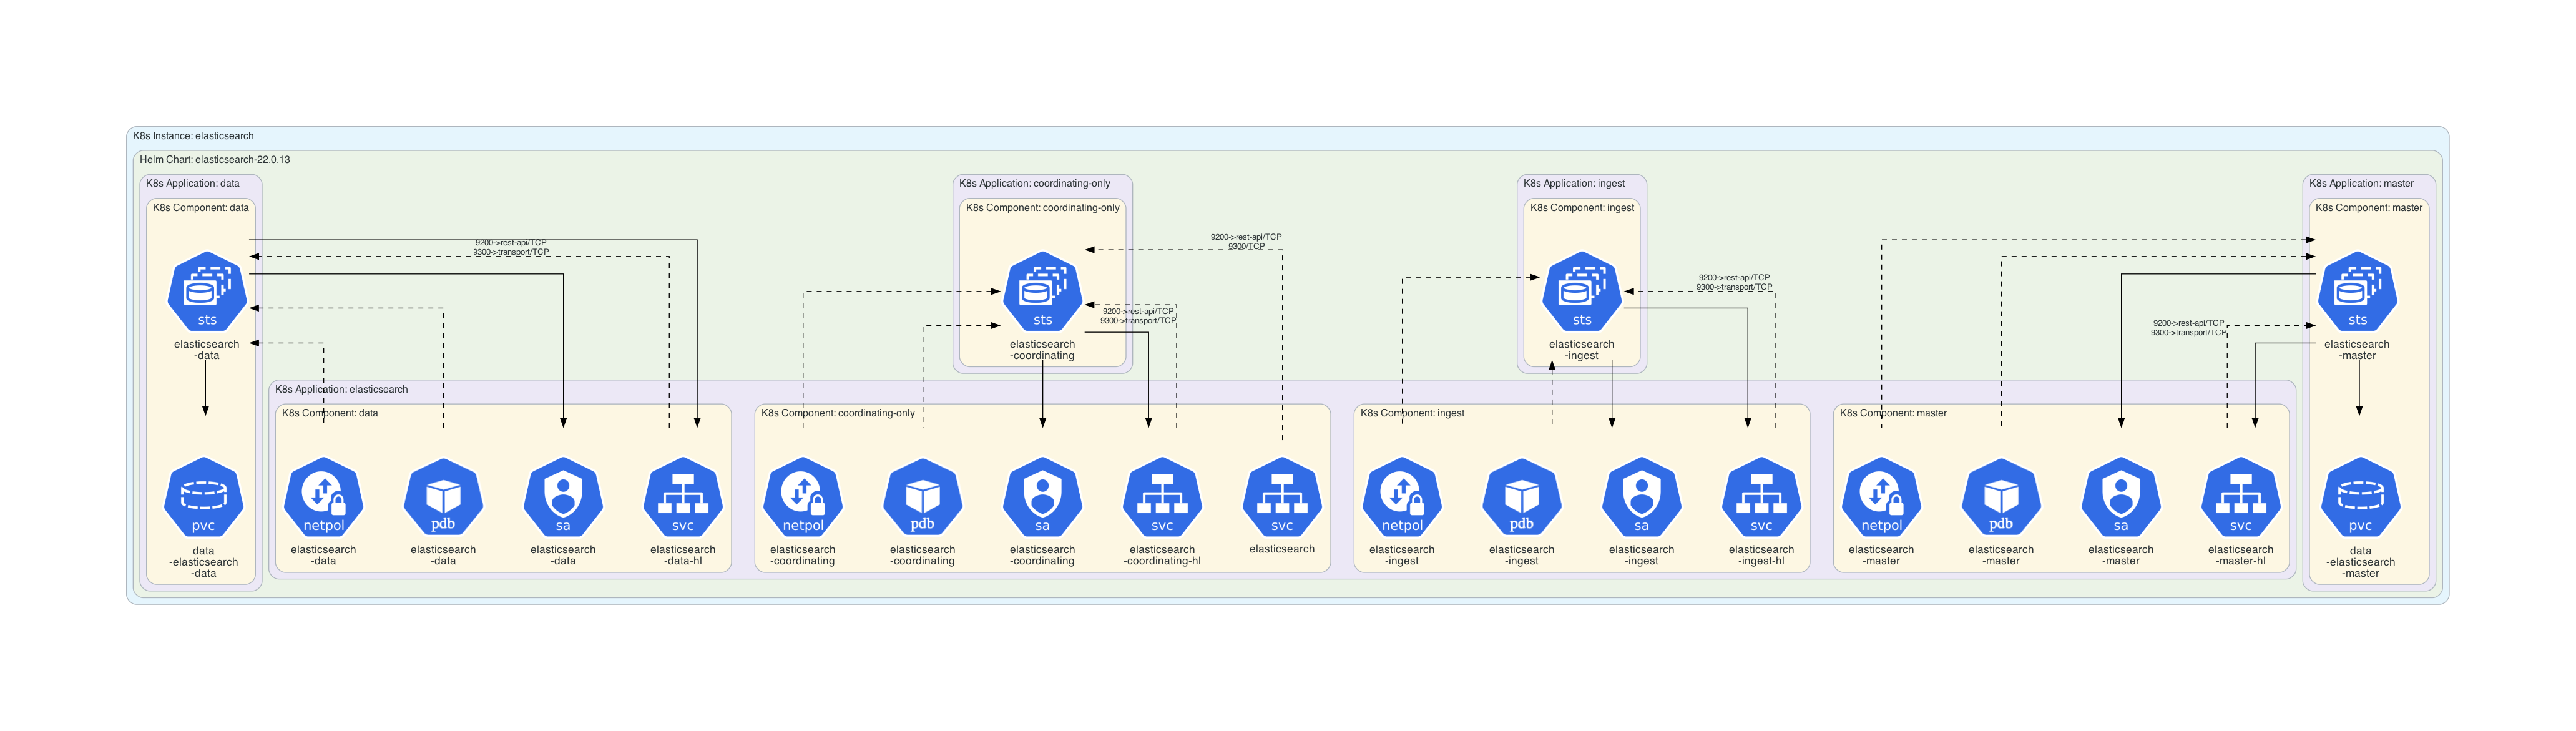 K8s Instance: elasticsearch
Helm Chart: elasticsearch-22.0.13
K8s Application: data
K8s Component: data
sts
elasticsearch
-data
pvc
data
-elasticsearch
-data
K8s Application: coordinating-only
K8s Component: coordinating-only
sts
elasticsearch
-coordinating
K8s Application: ingest
K8s Component: ingest
sts
elasticsearch
-ingest
K8s Application: master
K8s Component: master
sts
elasticsearch
-master
pvc
data
-elasticsearch
-master
9200->rest-api/TCP
9300->transport/TCP
9200->rest-api/TCP
9300/TCP
9200->rest-api/TCP
9300->transport/TCP
9200->rest-api/TCP
9300->transport/TCP
9200->rest-api/TCP
9300->transport/TCP
K8s Application: elasticsearch
K8s Component: data
netpol
elasticsearch
-data
pdb
elasticsearch
-data
sa
elasticsearch
-data
svc
elasticsearch
-data-hl
K8s Component: coordinating-only
netpol
elasticsearch
-coordinating
pdb
elasticsearch
-coordinating
sa
elasticsearch
-coordinating
svc
elasticsearch
-coordinating-hl
svc
elasticsearch
K8s Component: ingest
netpol
elasticsearch
-ingest
pdb
elasticsearch
-ingest
sa
elasticsearch
-ingest
svc
elasticsearch
-ingest-hl
K8s Component: master
netpol
elasticsearch
-master
pdb
elasticsearch
-master
sa
elasticsearch
-master
svc
elasticsearch
-master-hl